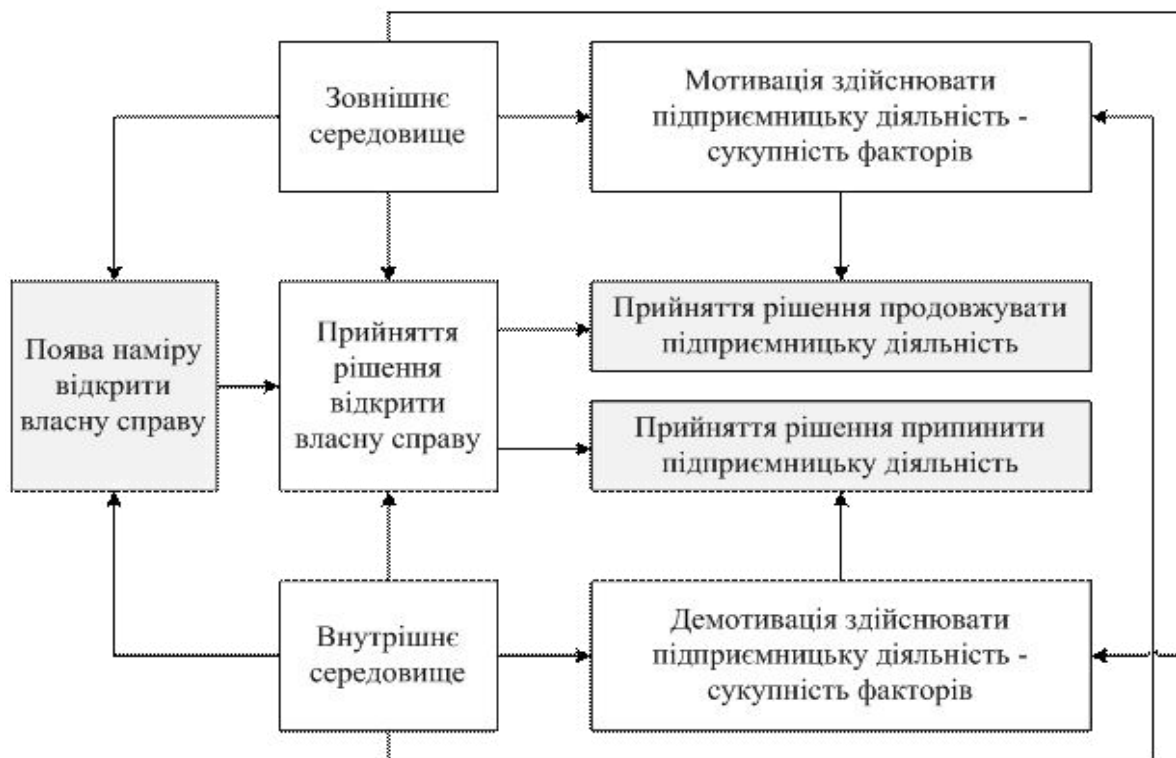 Зовнішнє
середовище
Мотивація здійснювати
підприємницьку діяльність -
сукупність факторів
Поява наміру
відкрити
власну справу
Прийняття
рішення
відкрити
власну справу
Прийняття рішення продовжувати
підприємницьку діяльність
Прийняття рішення припинити
підприємницьку діяльність
Внутрішнє
середовище
Демотивація здійснювати
підприємницьку діяльність -
сукупність факторів